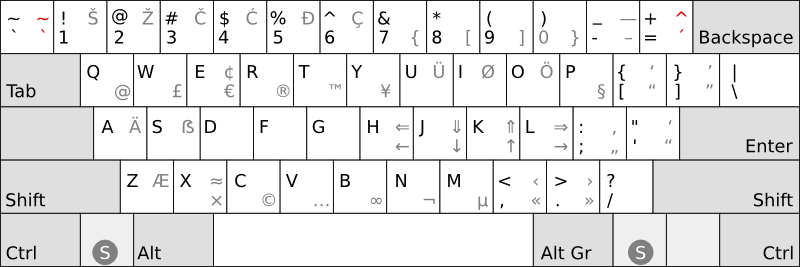 ~ ~ ! Š @ Ž # Č $ Ć % Đ ^ Ç & * ( ) _ — + ^
` ` 1 2 3 4 5 6 7 { 8 [ 9 ] 0 } - – = ´ Backspace
Q W E ¢ R T Y U Ü I Ø O Ö P { ‘ } ’ |
Tab @ £ € ® ™ ¥ § [ “ ] ” \
A Ä S ß D F G H ⇐ J ⇓ K ⇑ L ⇒ : ‚ " ‘
← ↓ ↑ → ; „ ' “ Enter
Z Æ X ≈ C V B N M < ‹ > › ?
Shift × © … ∞ ¬ µ , « . » / Shift
Ctrl S Alt Alt Gr S Ctrl